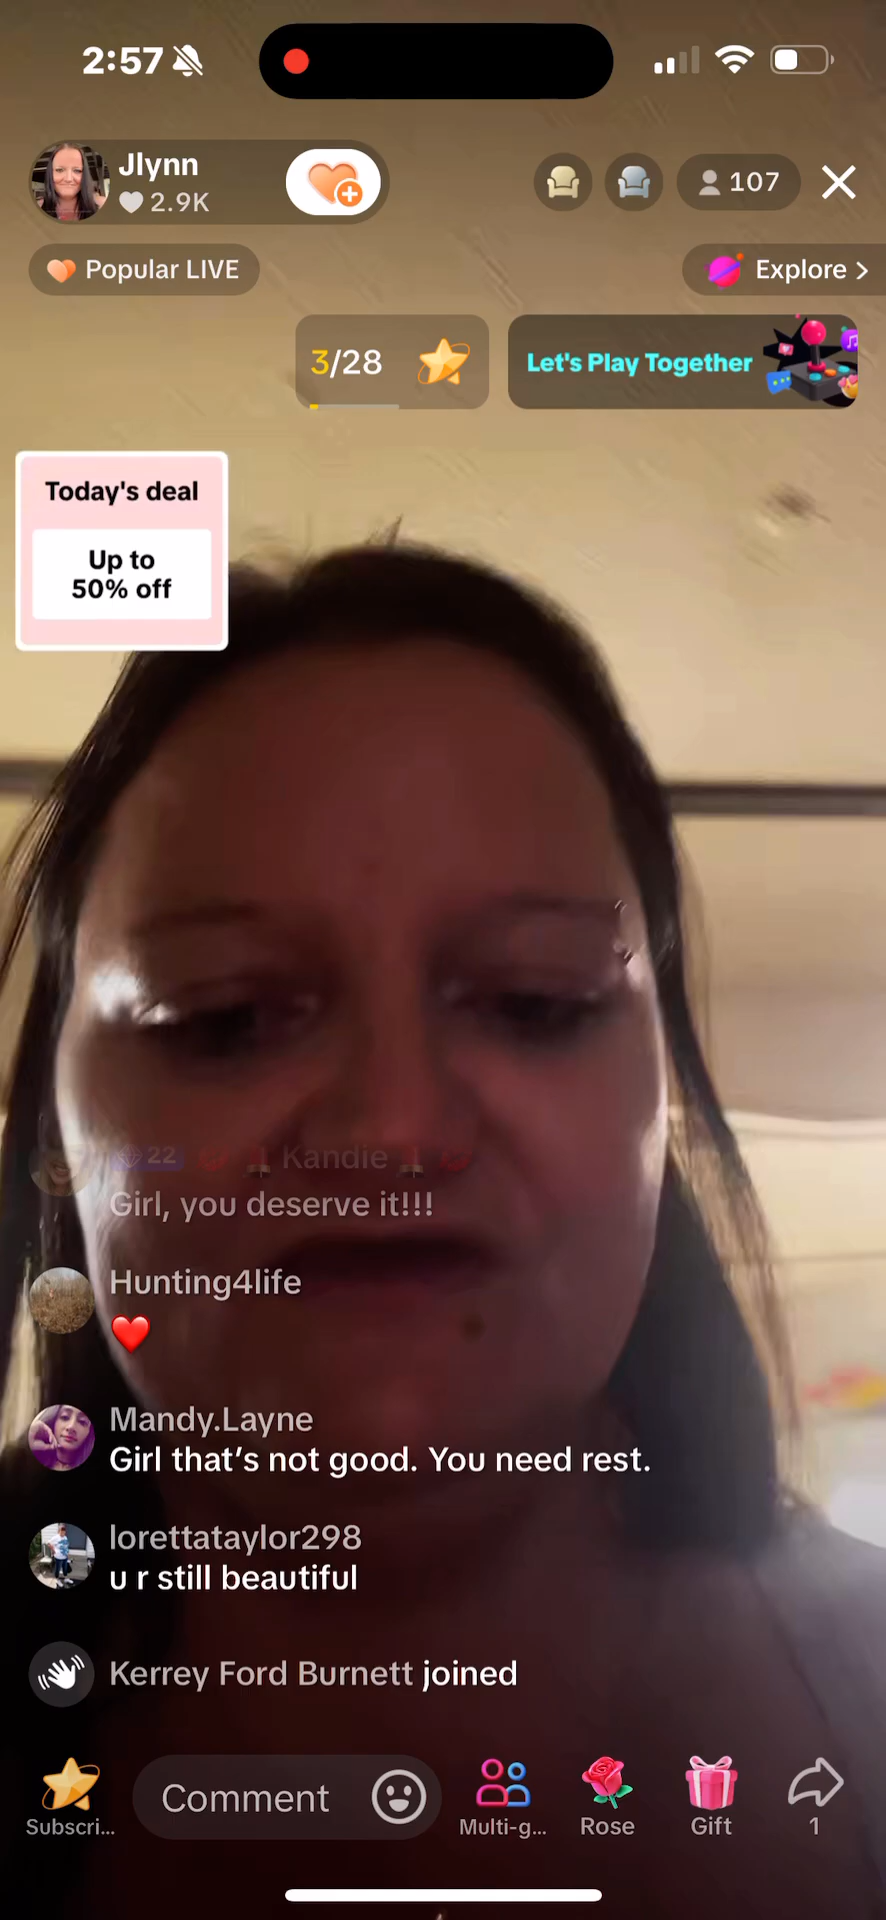 2:57
Jlynn
2.9K
107
Popular LIVE
Explore >
3/28
Let's Play Together
Today's deal
Up to
50% off
22 Kandie
Girl, you deserve it!!!
Hunting4life
❤️
Mandy.Layne
Girl that’s not good. You need rest.
lorettataylor298
u r still beautiful
Kerrey Ford Burnett joined
Comment
Subscri...
Multi-g...
Rose
Gift
1